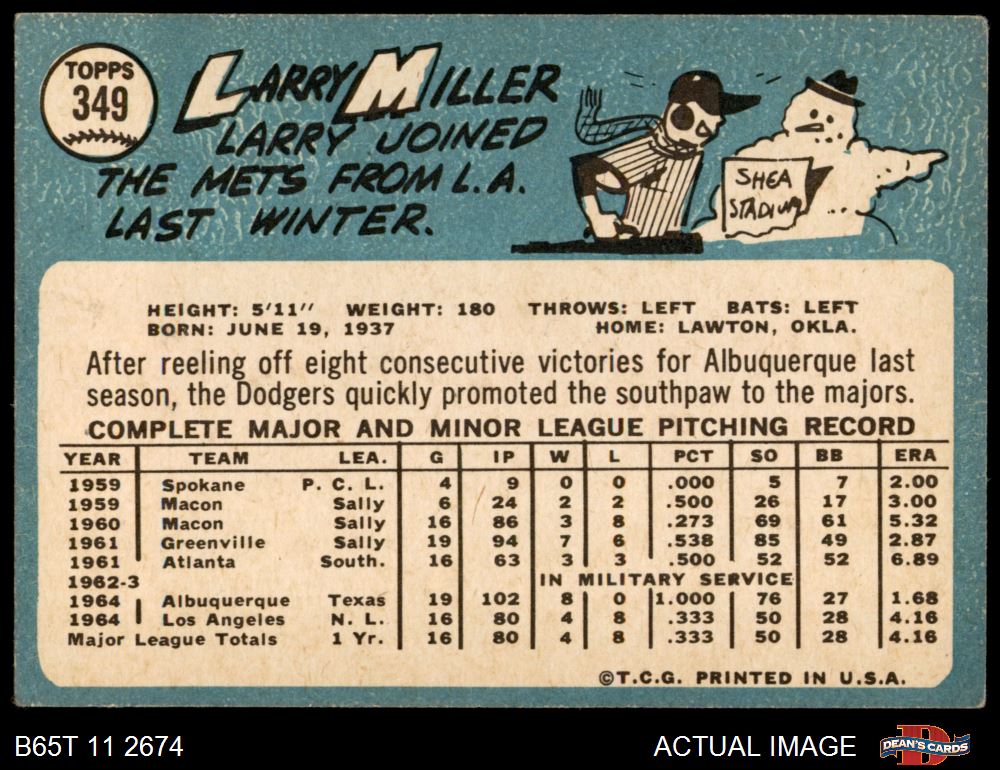 TOPPS
349
LARRY MILLER
LARRY JOINED
THE METS FROM L.A.
LAST WINTER.
SHEA
STADIUM
HEIGHT: 5'11" WEIGHT: 180 THROWS: LEFT BATS: LEFT
BORN: JUNE 19, 1937 HOME: LAWTON, OKLA.
After reeling off eight consecutive victories for Albuquerque last
season, the Dodgers quickly promoted the southpaw to the majors.
COMPLETE MAJOR AND MINOR LEAGUE PITCHING RECORD
YEAR TEAM LEA. G IP W L PCT SO BB ERA
1959 Spokane P. C. L. 4 9 0 0 .000 5 7 2.00
1959 Macon Sally 6 24 2 2 .500 26 17 3.00
1960 Macon Sally 16 86 3 8 .273 69 61 5.32
1961 Greenville Sally 19 94 7 6 .538 85 49 2.87
1961 Atlanta South. 16 63 3 3 .500 52 52 6.89
1962-3 IN MILITARY SERVICE
1964 Albuquerque Texas 19 102 8 0 1.000 76 27 1.68
1964 Los Angeles N. L. 16 80 4 8 .333 50 28 4.16
Major League Totals 1 Yr. 16 80 4 8 .333 50 28 4.16
©T.C.G. PRINTED IN U.S.A.
B65T 11 2674 ACTUAL IMAGE D DEAN'S CARDS